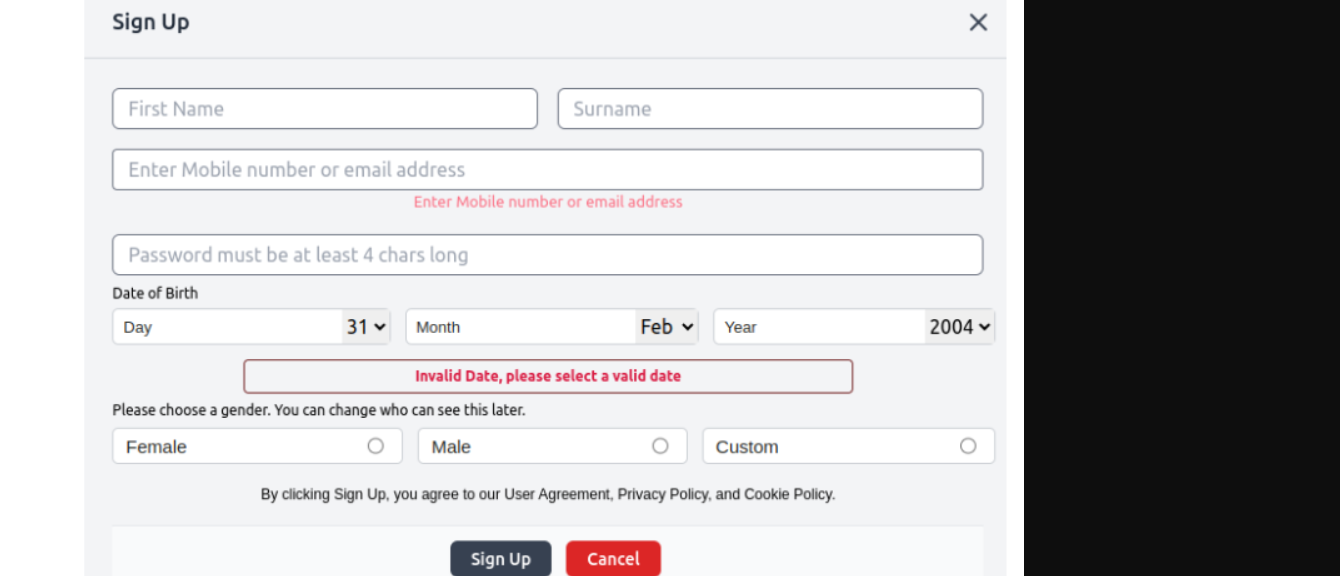 Sign Up
First Name Surname
Enter Mobile number or email address
Enter Mobile number or email address
Password must be at least 4 chars long
Date of Birth
Day 31 Month Feb Year 2004
Invalid Date, please select a valid date
Please choose a gender. You can change who can see this later.
Female Male Custom
By clicking Sign Up, you agree to our User Agreement, Privacy Policy, and Cookie Policy.
Sign Up Cancel